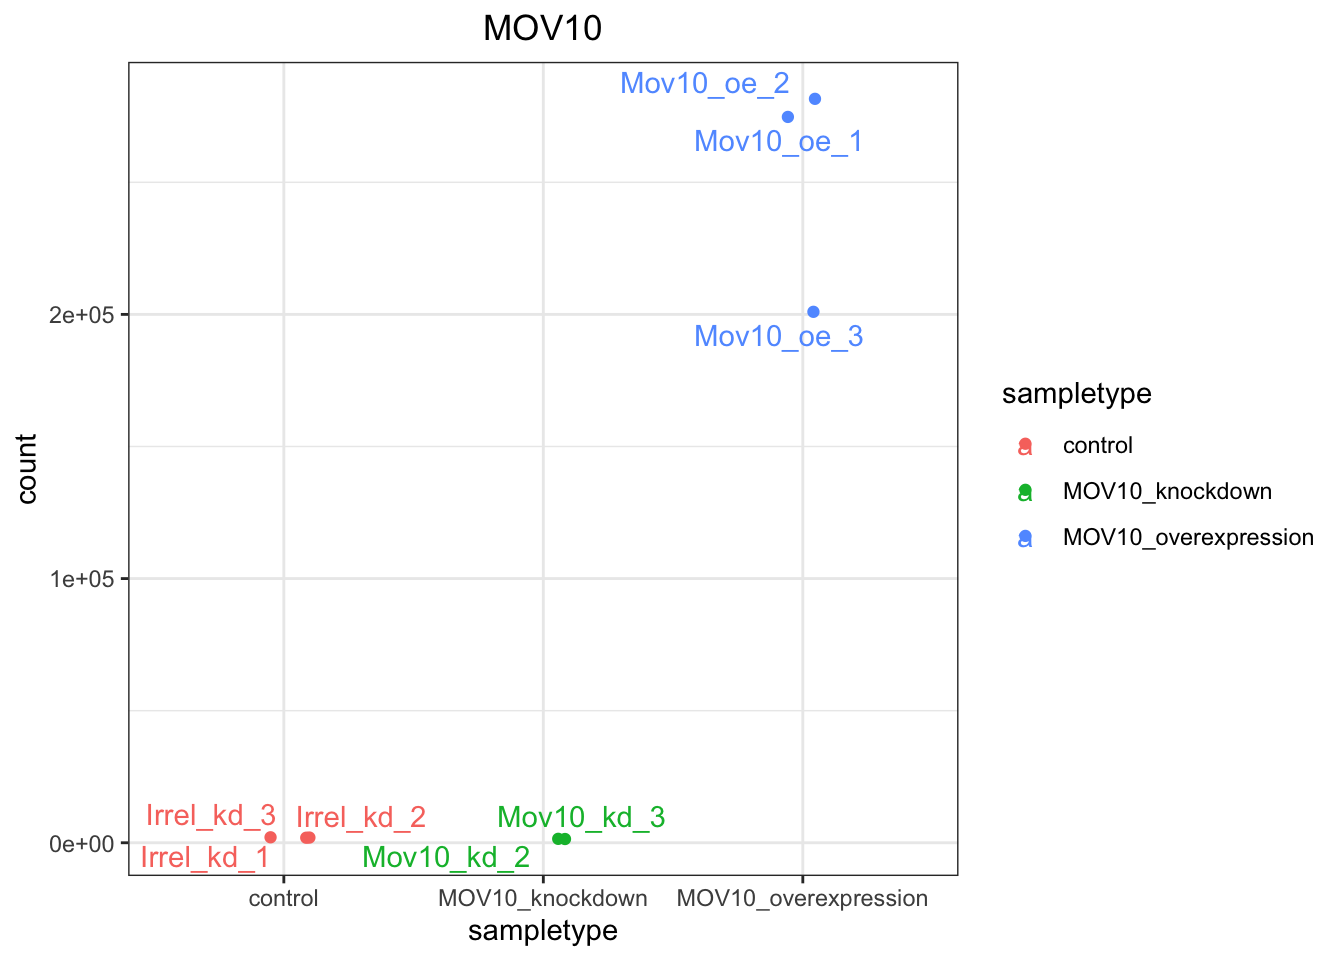 MOV10
Mov10_oe_2
Mov10_oe_1
2e+05
Mov10_oe_3
sampletype
count
a control
a MOV10_knockdown
a MOV10_overexpression
1e+05
Irrel_kd_3 Irrel_kd_2 Mov10_kd_3
0e+00
Irrel_kd_1 Mov10_kd_2
control MOV10_knockdown MOV10_overexpression
sampletype